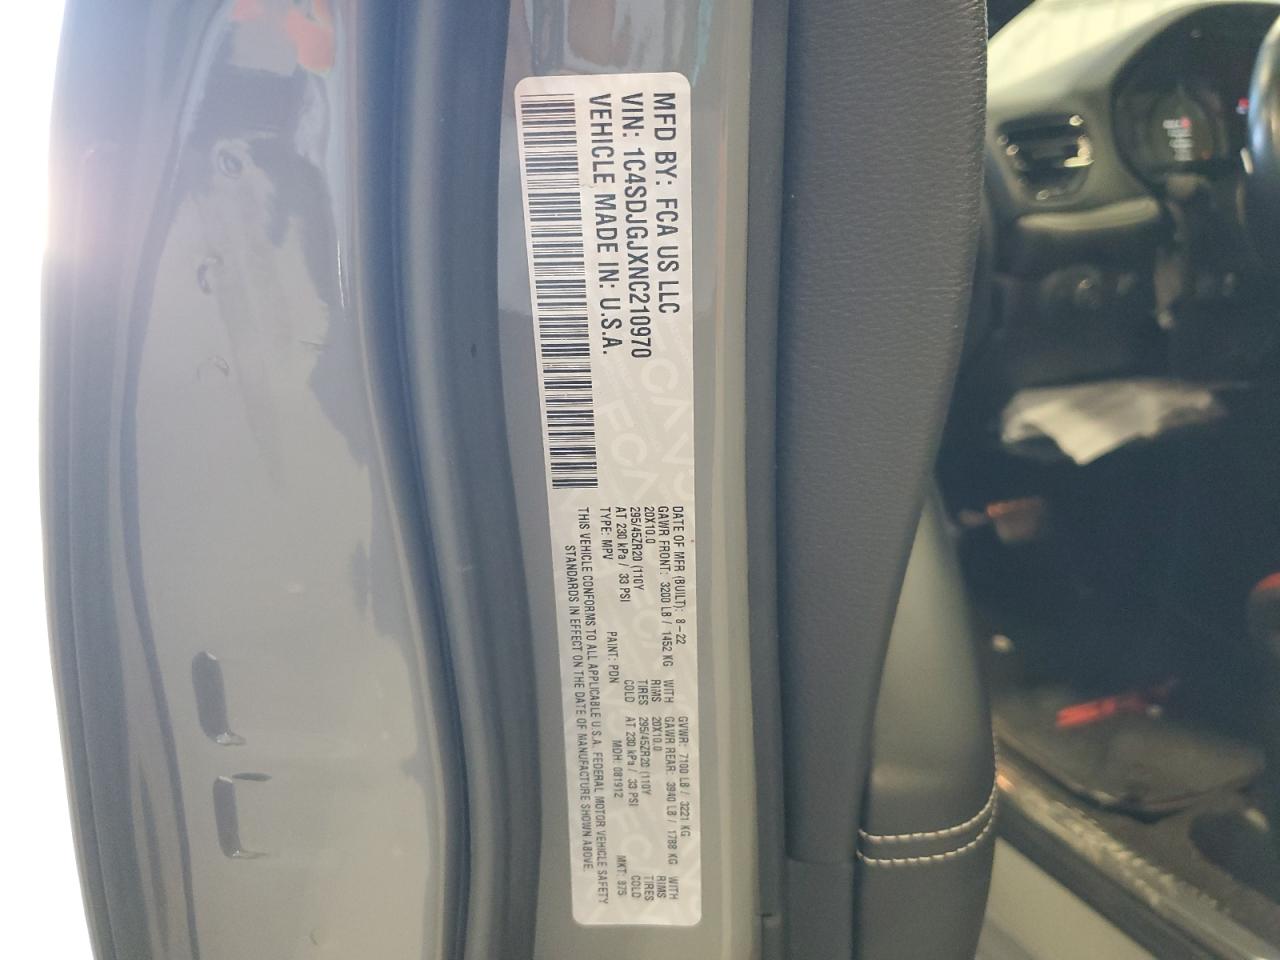 MFD BY: FCA US LLC
VIN: 1C4SDJGJXNC210970
VEHICLE MADE IN: U.S.A.
DATE OF MFR (BUILT): 8-22 GVWR: 7100 LB / 3221 KG
GAWR FRONT: 3200 LB / 1452 KG WITH GAWR REAR: 3940 LB / 1788 KG WITH
20X10.0 RIMS 20X10.0 RIMS
295/45ZR20 (110Y TIRES 295/45ZR20 (110Y TIRES
AT 230 kPa / 33 PSI COLD AT 230 kPa / 33 PSI COLD
TYPE: MPV PAINT: PDN MDH: 081912 MKT: 875
THIS VEHICLE CONFORMS TO ALL APPLICABLE U.S.A. FEDERAL MOTOR VEHICLE SAFETY
STANDARDS IN EFFECT ON THE DATE OF MANUFACTURE SHOWN ABOVE.